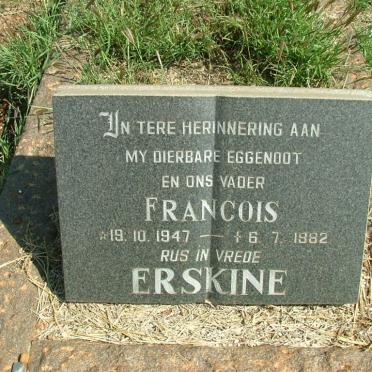 IN TERE HERINNERING AAN
MY DIERBARE EGGENOOT
EN ONS VADER
FRANCOIS
☆19. 10. 1947 — ✝ 6. 7. 1982
RUS IN VREDE
ERSKINE